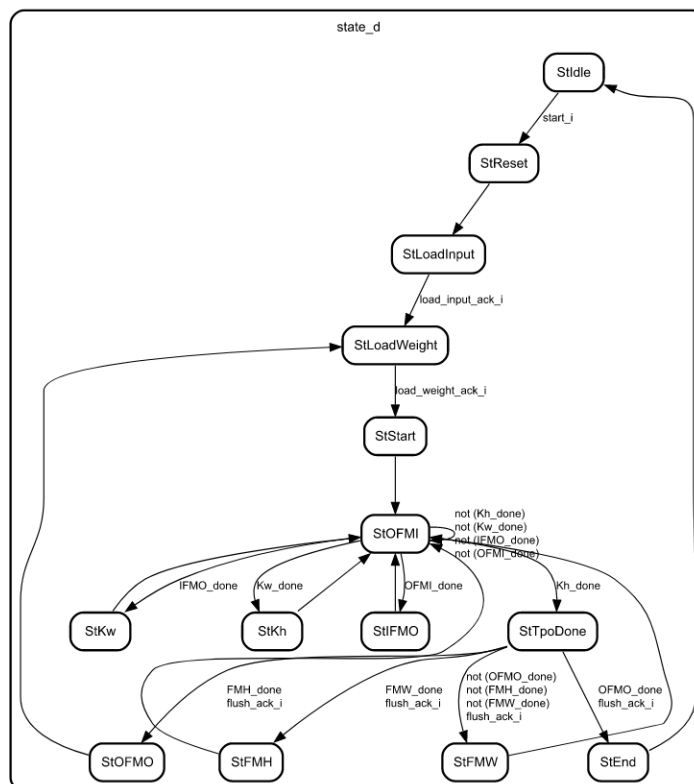 state_d
StIdle
start_i
StReset
StLoadInput
load_input_ack_i
StLoadWeight
load_weight_ack_i
StStart
StOFMI
not (Kh_done)
not (Kw_done)
not (IFMO_done)
not (OFMI_done)
IFMO_done
Kw_done
OFMI_done
Kh_done
StKw
StKh
StIFMO
StTpoDone
FMH_done
flush_ack_i
FMW_done
flush_ack_i
not (OFMO_done)
not (FMH_done)
not (FMW_done)
flush_ack_i
OFMO_done
flush_ack_i
StOFMO
StFMH
StFMW
StEnd